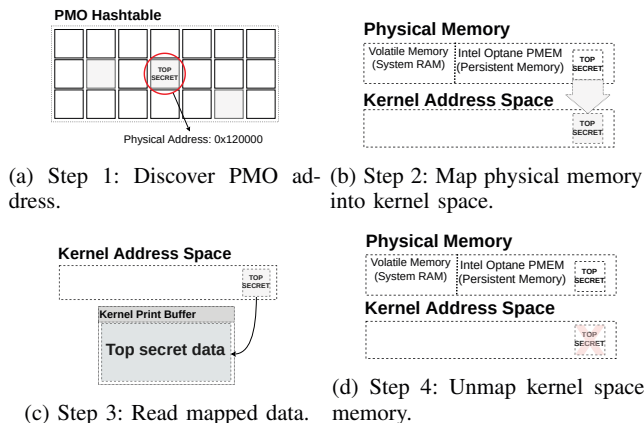 PMO Hashtable
TOP
SECRET
Physical Address: 0x120000
(a) Step 1: Discover PMO ad-
dress.
Physical Memory
Volatile Memory
(System RAM)
Intel Optane PMEM
(Persistent Memory)
TOP
SECRET
Kernel Address Space
TOP
SECRET
(b) Step 2: Map physical memory
into kernel space.
Kernel Address Space
TOP
SECRET
Kernel Print Buffer
Top secret data
(c) Step 3: Read mapped data.
Physical Memory
Volatile Memory
(System RAM)
Intel Optane PMEM
(Persistent Memory)
TOP
SECRET
Kernel Address Space
TOP
SECRET
(d) Step 4: Unmap kernel space
memory.